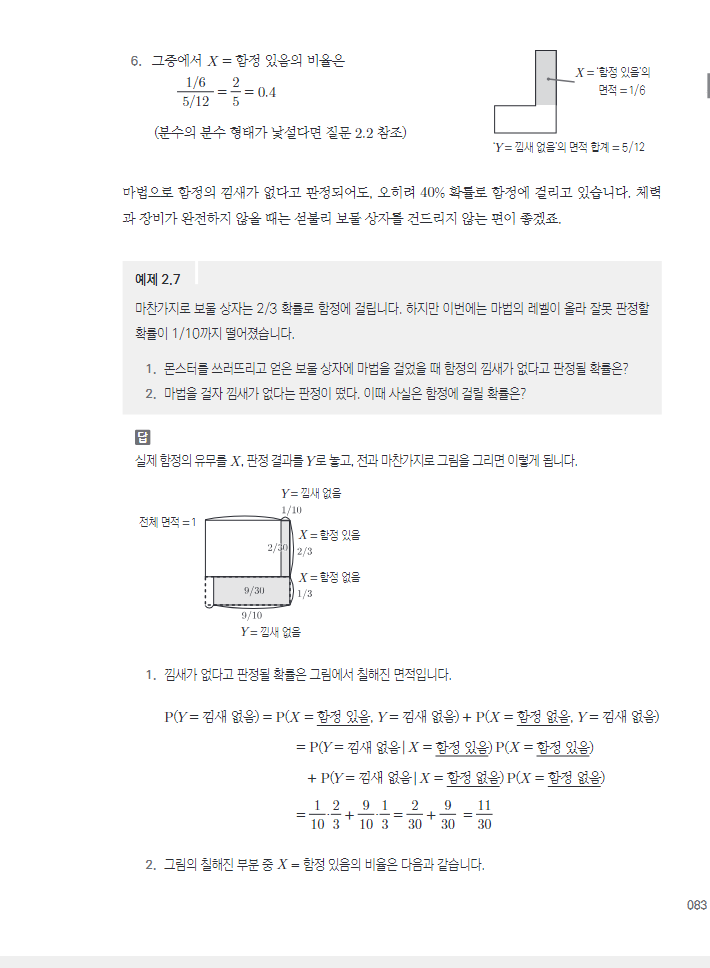 6. 그중에서 X = 함정 있음의 비율은
1/6 / 5/12 = 2/5 = 0.4
(분수의 분수 형태가 낯설다면 질문 2.2 참조)
X = '함정 있음'의
면적 = 1/6
'Y = 낌새 없음'의 면적 합계 = 5/12
마법으로 함정의 낌새가 없다고 판정되어도, 오히려 40% 확률로 함정에 걸리고 있습니다. 체력
과 장비가 완전하지 않을 때는 섣불리 보물 상자를 건드리지 않는 편이 좋겠죠.
예제 2.7
마찬가지로 보물 상자는 2/3 확률로 함정에 걸립니다. 하지만 이번에는 마법의 레벨이 올라 잘못 판정할
확률이 1/10까지 떨어졌습니다.
1. 몬스터를 쓰러뜨리고 얻은 보물 상자에 마법을 걸었을 때 함정의 낌새가 없다고 판정될 확률은?
2. 마법을 걸자 낌새가 없다는 판정이 떴다. 이때 사실은 함정에 걸릴 확률은?
답
실제 함정의 유무를 X, 판정 결과를 Y로 놓고, 전과 마찬가지로 그림을 그리면 이렇게 됩니다.
Y = 낌새 없음
1/10
전체 면적 = 1
X = 함정 있음
2/30
2/3
X = 함정 없음
9/30
1/3
9/10
Y = 낌새 없음
1. 낌새가 없다고 판정될 확률은 그림에서 칠해진 면적입니다.
P(Y = 낌새 없음) = P(X = 함정 있음, Y = 낌새 없음) + P(X = 함정 없음, Y = 낌새 없음)
= P(Y = 낌새 없음 | X = 함정 있음) P(X = 함정 있음)
+ P(Y = 낌새 없음 | X = 함정 없음) P(X = 함정 없음)
= 1/10 · 2/3 + 9/10 · 1/3 = 2/30 + 9/30 = 11/30
2. 그림의 칠해진 부분 중 X = 함정 있음의 비율은 다음과 같습니다.
083